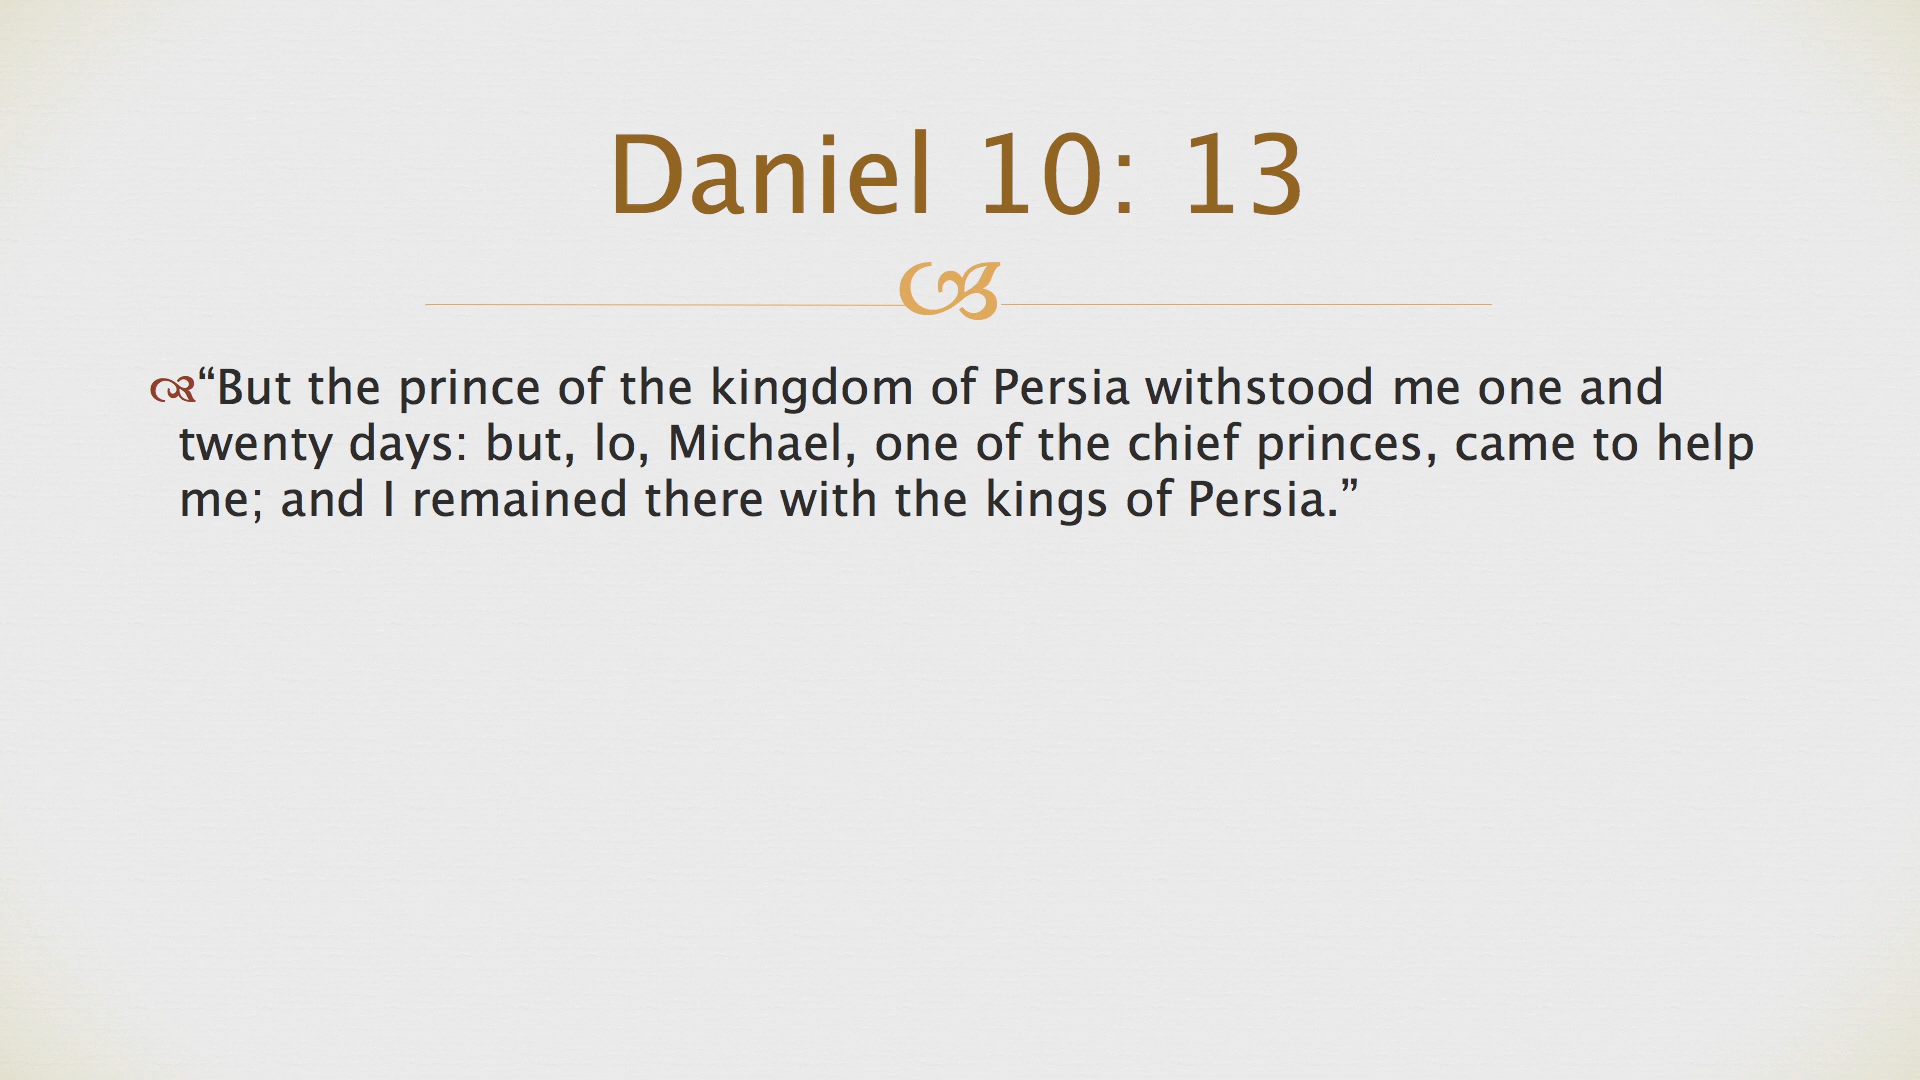 Daniel 10: 13
“But the prince of the kingdom of Persia withstood me one and
twenty days: but, lo, Michael, one of the chief princes, came to help
me; and I remained there with the kings of Persia.”